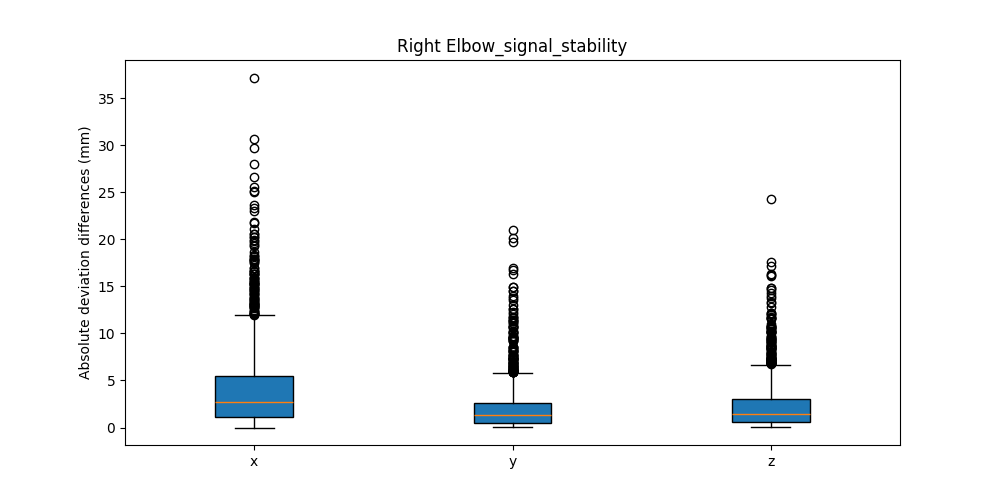 Right Elbow_signal_stability
Absolute deviation differences (mm)
35
30
25
20
15
10
5
0
x
y
z